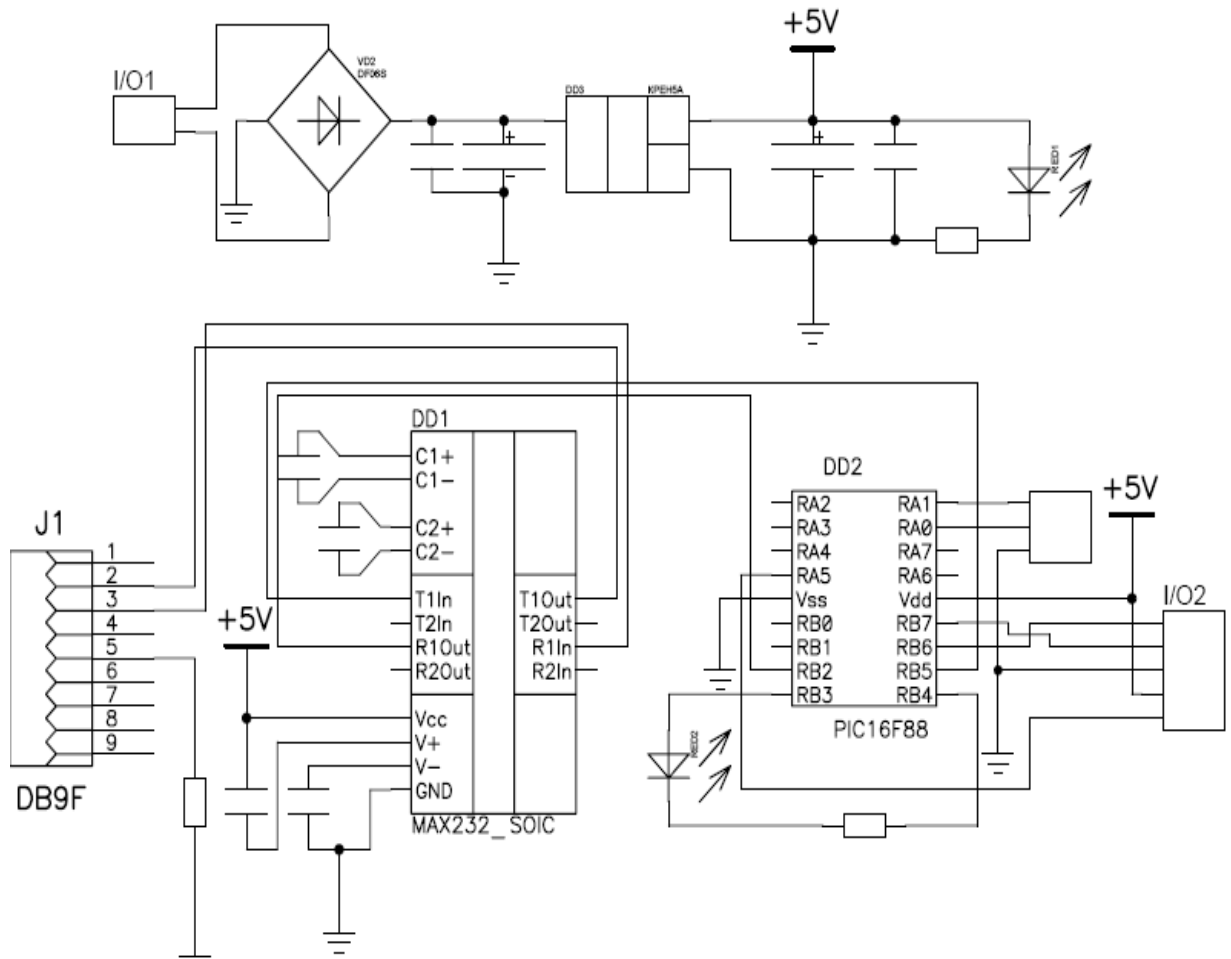 +5V
I/O1
VD2
DF06S
DD3
КРЕН5А
+
-
+
-
RED1
DD1
C1+
C1-
C2+
C2-
T1In
T2In
R1Out
R2Out
T1Out
T2Out
R1In
R2In
Vcc
V+
V-
GND
MAX232_SOIC
J1
1
2
3
4
5
6
7
8
9
DB9F
+5V
DD2
RA2
RA3
RA4
RA5
Vss
RB0
RB1
RB2
RB3
RA1
RA0
RA7
RA6
Vdd
RB7
RB6
RB5
RB4
PIC16F88
RED2
+5V
I/O2